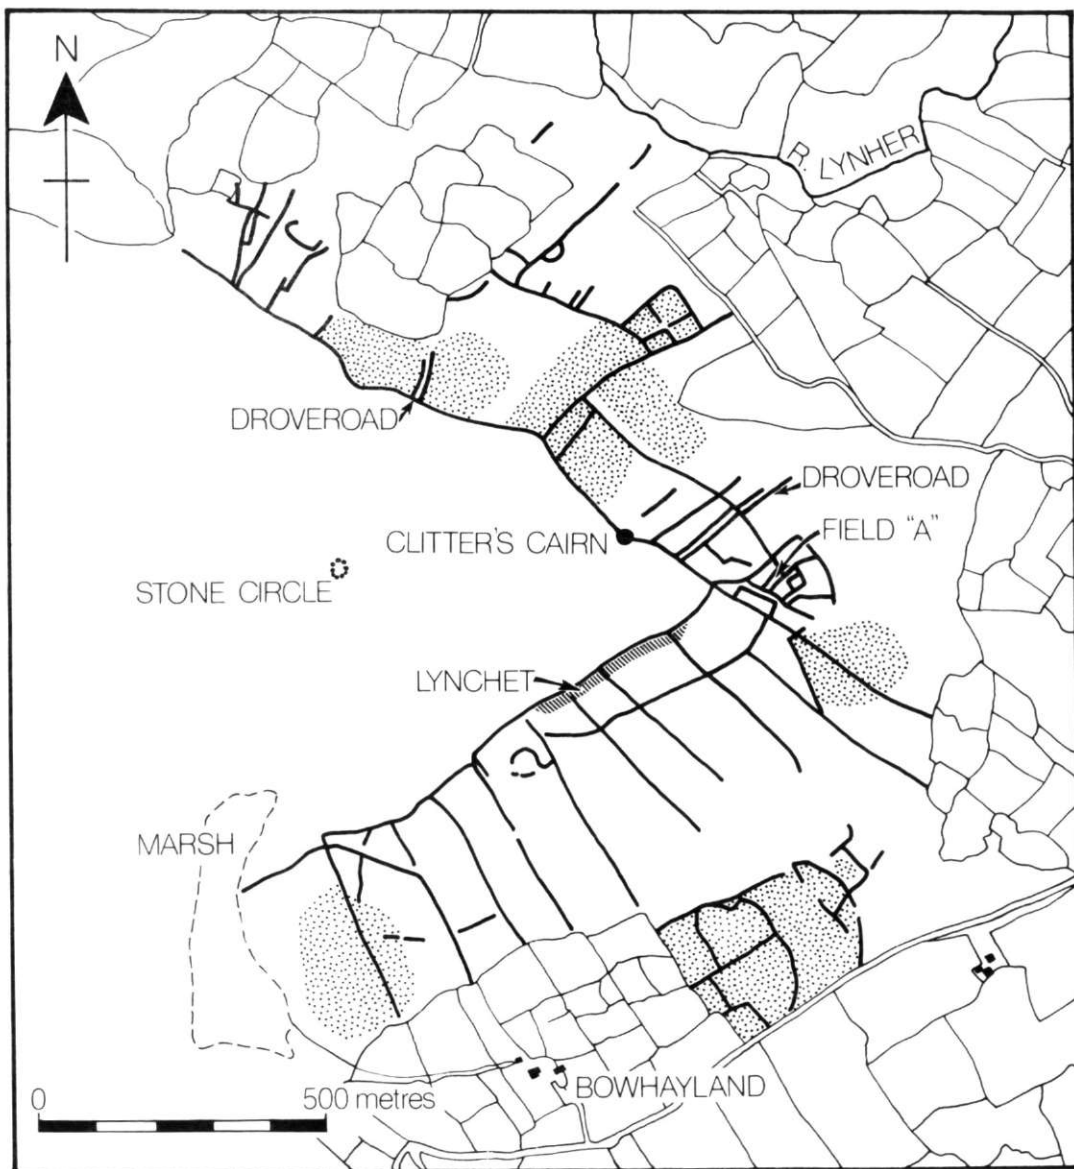 N
R. LYNHER
DROVEROAD
DROVEROAD
FIELD "A"
CLITTER'S CAIRN
STONE CIRCLE
LYNCHET
MARSH
BOWHAYLAND
0 500 metres